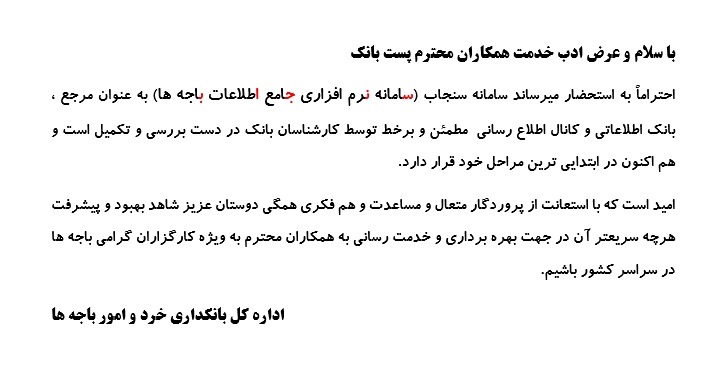 با سلام و عرض ادب خدمت همکاران محترم پست بانک
احتراماً به استحضار میرساند سامانه سنجاب (سامانه نرم افزاری جامع اطلاعات باجه ها) به عنوان مرجع ،
بانک اطلاعاتی و کانال اطلاع رسانی مطمئن و برخط توسط کارشناسان بانک در دست بررسی و تکمیل است و
هم اکنون در ابتدایی ترین مراحل خود قرار دارد.
امید است که با استعانت از پروردگار متعال و مساعدت و هم فکری همگی دوستان عزیز شاهد بهبود و پیشرفت
هرچه سریعتر آن در جهت بهره برداری و خدمت رسانی به همکاران محترم به ویژه کارگزاران گرامی باجه ها
در سراسر کشور باشیم.
اداره کل بانکداری خرد و امور باجه ها